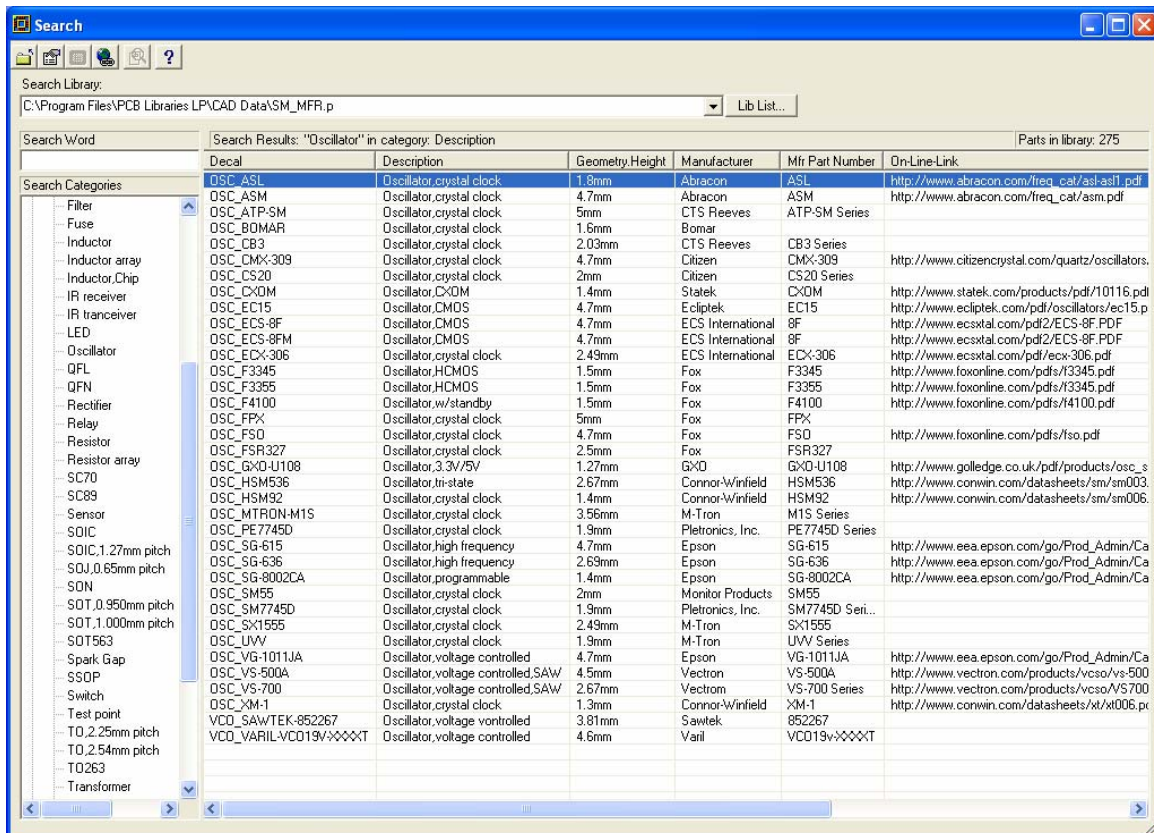 Search
?
Search Library:
C:\Program Files\PCB Libraries LP\CAD Data\SM_MFR.p Lib List...
Search Word
Search Results: "Oscillator" in category: Description Parts in library: 275
Search Categories
Filter
Fuse
Inductor
Inductor array
Inductor,Chip
IR receiver
IR tranceiver
LED
Oscillator
QFL
QFN
Rectifier
Relay
Resistor
Resistor array
SC70
SC89
Sensor
SOIC
SOIC,1.27mm pitch
SOJ,0.65mm pitch
SON
SOT,0.950mm pitch
SOT,1.000mm pitch
SOT563
Spark Gap
SSOP
Switch
Test point
TO,2.25mm pitch
TO,2.54mm pitch
TO263
Transformer
Decal Description Geometry.Height Manufacturer Mfr Part Number On-Line-Link
OSC_ASL Oscillator,crystal clock 1.8mm Abracon ASL http://www.abracon.com/freq_cat/asl-asl1.pdf
OSC_ASM Oscillator,crystal clock 4.7mm Abracon ASM http://www.abracon.com/freq_cat/asm.pdf
OSC_ATP-SM Oscillator,crystal clock 5mm CTS Reeves ATP-SM Series
OSC_BOMAR Oscillator,crystal clock 1.6mm Bomar
OSC_CB3 Oscillator,crystal clock 2.03mm CTS Reeves CB3 Series
OSC_CMX-309 Oscillator,crystal clock 4.7mm Citizen CMX-309 http://www.citizencrystal.com/quartz/oscillators.
OSC_CS20 Oscillator,crystal clock 2mm Citizen CS20 Series
OSC_CXOM Oscillator,CXOM 1.4mm Statek CXOM http://www.statek.com/products/pdf/10116.pdf
OSC_EC15 Oscillator,CMOS 4.7mm Ecliptek EC15 http://www.ecliptek.com/pdf/oscillators/ec15.p
OSC_ECS-8F Oscillator,CMOS 4.7mm ECS International 8F http://www.ecsxtal.com/pdf2/ECS-8F.PDF
OSC_ECS-8FM Oscillator,CMOS 4.7mm ECS International 8F http://www.ecsxtal.com/pdf2/ECS-8F.PDF
OSC_ECX-306 Oscillator,crystal clock 2.49mm ECS International ECX-306 http://www.ecsxtal.com/pdf/ecx-306.pdf
OSC_F3345 Oscillator,HCMOS 1.5mm Fox F3345 http://www.foxonline.com/pdfs/f3345.pdf
OSC_F3355 Oscillator,HCMOS 1.5mm Fox F3355 http://www.foxonline.com/pdfs/f3345.pdf
OSC_F4100 Oscillator,w/standby 1.5mm Fox F4100 http://www.foxonline.com/pdfs/f4100.pdf
OSC_FPX Oscillator,crystal clock 5mm Fox FPX
OSC_FSO Oscillator,crystal clock 4.7mm Fox FSO http://www.foxonline.com/pdfs/fso.pdf
OSC_FSR327 Oscillator,crystal clock 2.5mm Fox FSR327
OSC_GXO-U108 Oscillator,3.3V/5V 1.27mm GXO GXO-U108 http://www.golledge.co.uk/pdf/products/osc_s
OSC_HSM536 Oscillator,tri-state 2.67mm Connor-Winfield HSM536 http://www.conwin.com/datasheets/sm/sm003.
OSC_HSM92 Oscillator,crystal clock 1.4mm Connor-Winfield HSM92 http://www.conwin.com/datasheets/sm/sm006.
OSC_MTRON-M1S Oscillator,crystal clock 3.56mm M-Tron M1S Series
OSC_PE7745D Oscillator,crystal clock 1.9mm Pletronics, Inc. PE7745D Series
OSC_SG-615 Oscillator,high frequency 4.7mm Epson SG-615 http://www.eea.epson.com/go/Prod_Admin/Ca
OSC_SG-636 Oscillator,high frequency 2.69mm Epson SG-636 http://www.eea.epson.com/go/Prod_Admin/Ca
OSC_SG-8002CA Oscillator,programmable 1.4mm Epson SG-8002CA http://www.eea.epson.com/go/Prod_Admin/Ca
OSC_SM55 Oscillator,crystal clock 2mm Monitor Products SM55
OSC_SM7745D Oscillator,crystal clock 1.9mm Pletronics, Inc. SM7745D Seri...
OSC_SX1555 Oscillator,crystal clock 2.49mm M-Tron SX1555
OSC_UVV Oscillator,crystal clock 1.9mm M-Tron UVV Series
OSC_VG-1011JA Oscillator,voltage controlled 4.7mm Epson VG-1011JA http://www.eea.epson.com/go/Prod_Admin/Ca
OSC_VS-500A Oscillator,voltage controlled,SAW 4.5mm Vectron VS-500A http://www.vectron.com/products/vcso/vs-500
OSC_VS-700 Oscillator,voltage controlled,SAW 2.67mm Vectrom VS-700 Series http://www.vectron.com/products/vcso/VS700
OSC_XM-1 Oscillator,crystal clock 1.3mm Connor-Winfield XM-1 http://www.conwin.com/datasheets/xt/xt006.pc
VCO_SAWTEK-852267 Oscillator,voltage vontrolled 3.81mm Sawtek 852267
VCO_VARIL-VCO19V-XXXXT Oscillator,voltage controlled 4.6mm Varil VCO19v-XXXXT